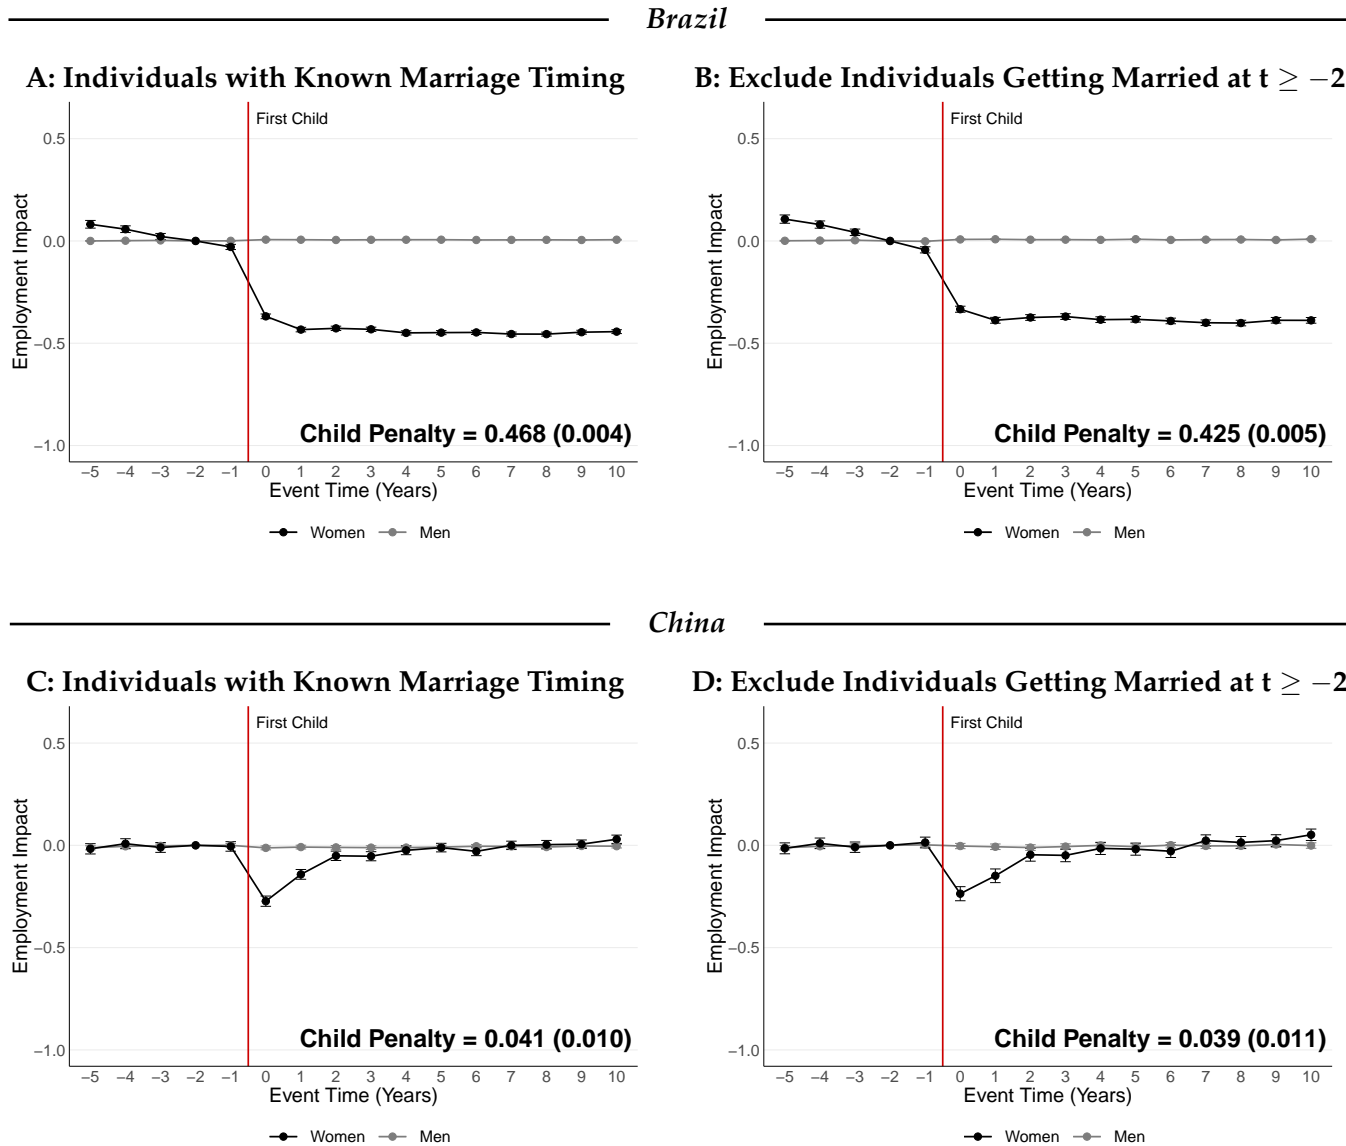 Brazil
A: Individuals with Known Marriage Timing
First Child
0.5
0.0
−0.5
−1.0
Employment Impact
Child Penalty = 0.468 (0.004)
−5 −4 −3 −2 −1 0 1 2 3 4 5 6 7 8 9 10
Event Time (Years)
Women Men
B: Exclude Individuals Getting Married at t ≥ −2
First Child
0.5
0.0
−0.5
−1.0
Employment Impact
Child Penalty = 0.425 (0.005)
−5 −4 −3 −2 −1 0 1 2 3 4 5 6 7 8 9 10
Event Time (Years)
Women Men
China
C: Individuals with Known Marriage Timing
First Child
0.5
0.0
−0.5
−1.0
Employment Impact
Child Penalty = 0.041 (0.010)
−5 −4 −3 −2 −1 0 1 2 3 4 5 6 7 8 9 10
Event Time (Years)
Women Men
D: Exclude Individuals Getting Married at t ≥ −2
First Child
0.5
0.0
−0.5
−1.0
Employment Impact
Child Penalty = 0.039 (0.011)
−5 −4 −3 −2 −1 0 1 2 3 4 5 6 7 8 9 10
Event Time (Years)
Women Men